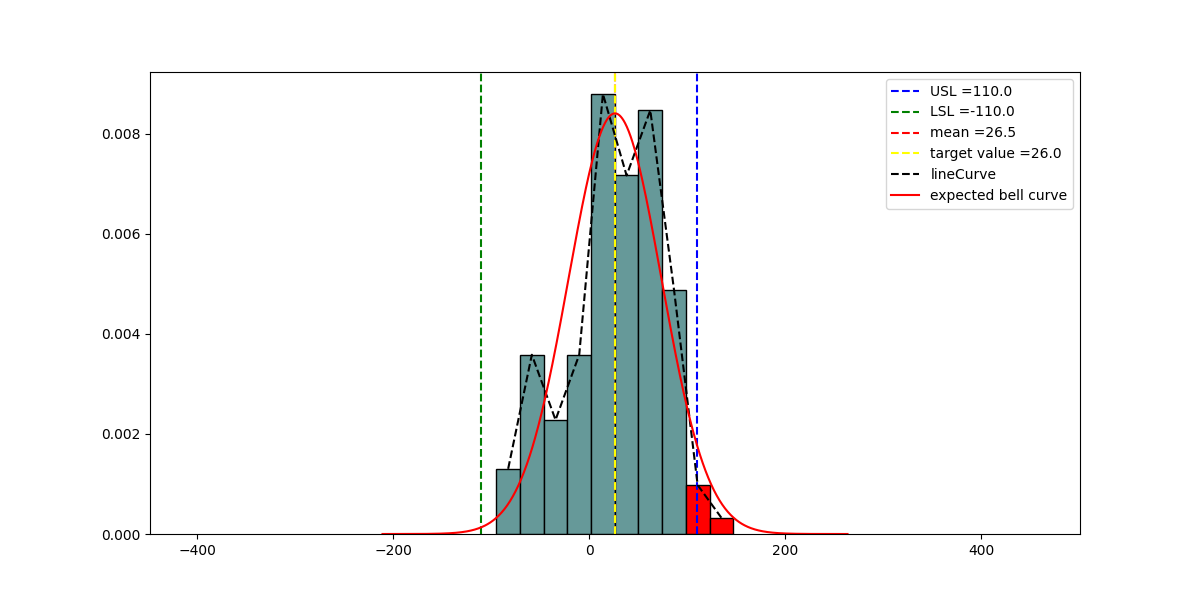 USL =110.0
LSL =-110.0
mean =26.5
target value =26.0
lineCurve
expected bell curve
0.008
0.006
0.004
0.002
0.000
−400
−200
0
200
400